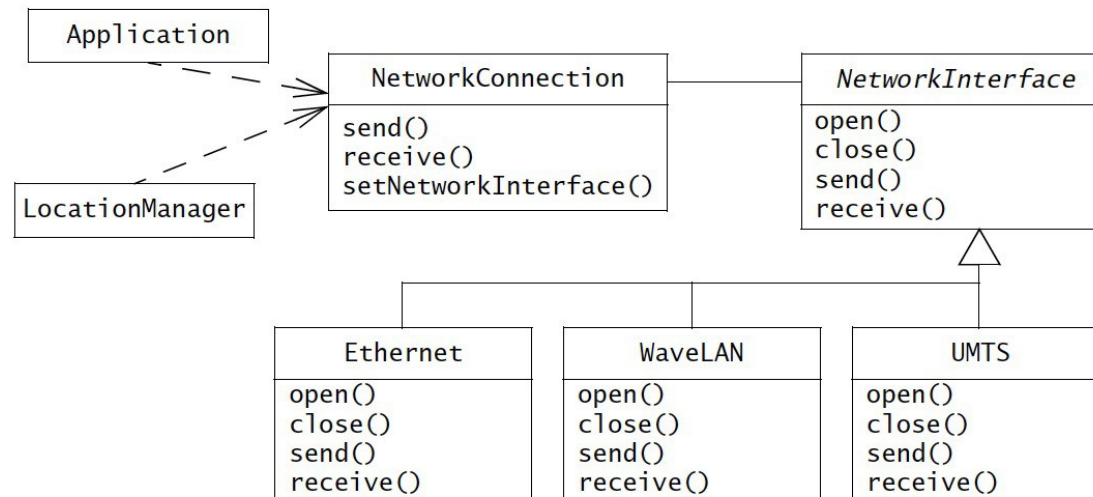 Application
NetworkConnection
NetworkInterface
send()
receive()
setNetworkInterface()
open()
close()
send()
receive()
LocationManager
Ethernet
WaveLAN
UMTS
open()
close()
send()
receive()
open()
close()
send()
receive()
open()
close()
send()
receive()